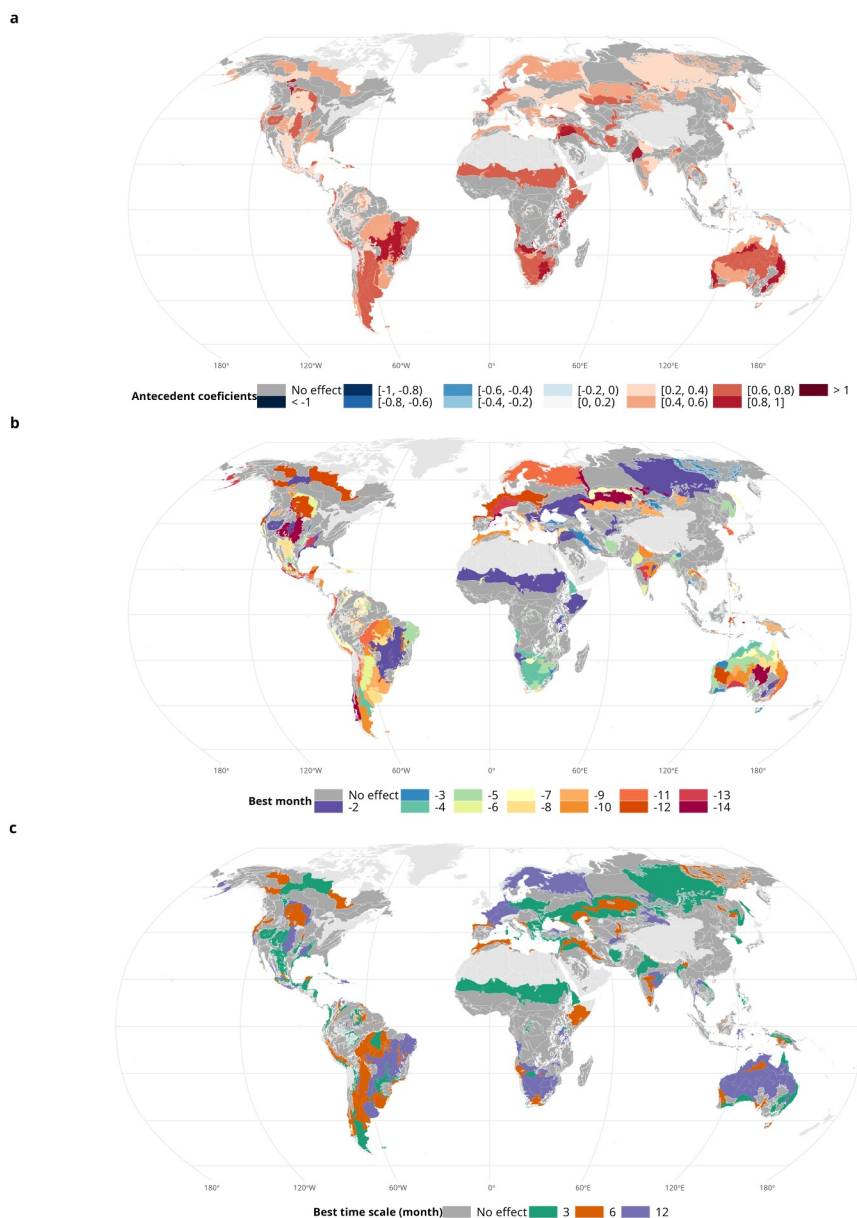 a
180° 120°W 60°W 0° 60°E 120°E 180°
Antecedent coeficients No effect [-1, -0.8) [-0.6, -0.4) [-0.2, 0) [0.2, 0.4) [0.6, 0.8) > 1
< -1 [-0.8, -0.6) [-0.4, -0.2) [0, 0.2) [0.4, 0.6) [0.8, 1]
b
180° 120°W 60°W 0° 60°E 120°E 180°
Best month No effect -3 -5 -7 -9 -11 -13
-2 -4 -6 -8 -10 -12 -14
c
180° 120°W 60°W 0° 60°E 120°E 180°
Best time scale (month) No effect 3 6 12